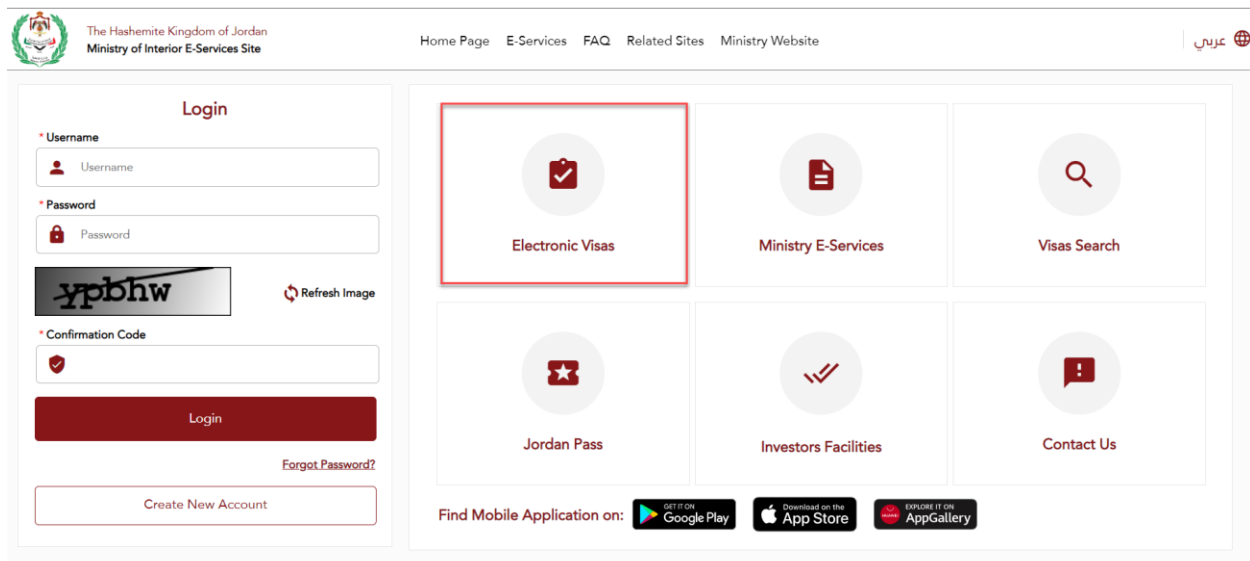 The Hashemite Kingdom of Jordan
Ministry of Interior E-Services Site
Home Page E-Services FAQ Related Sites Ministry Website
عربي
Login
* Username
Username
* Password
Password
ypbhw
Refresh Image
* Confirmation Code
Login
Forgot Password?
Create New Account
Electronic Visas
Ministry E-Services
Visas Search
Jordan Pass
Investors Facilities
Contact Us
Find Mobile Application on:
GET IT ON
Google Play
Download on the
App Store
HUAWEI
EXPLORE IT ON
AppGallery